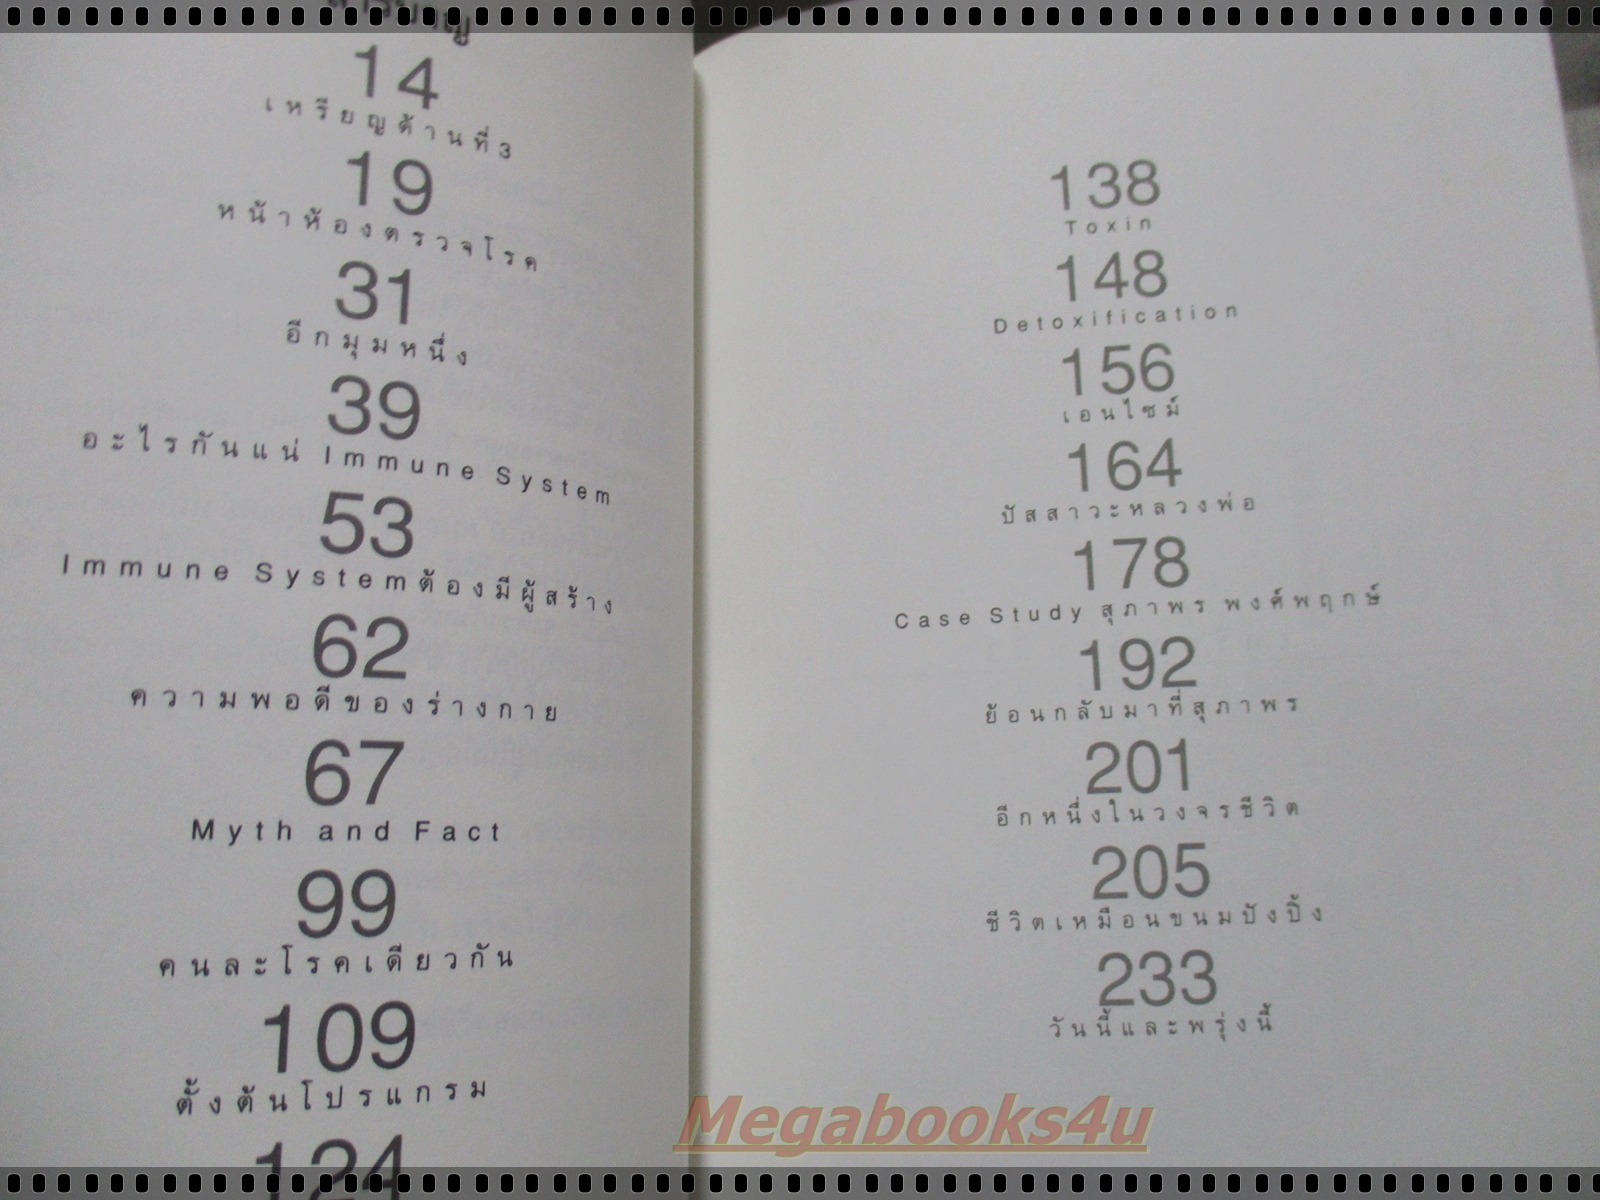 สารบาญ
14
เหรียญด้านที่3
19
หน้าห้องตรวจโรค
31
อีกมุมหนึ่ง
39
อะไรกันแน่ Immune System
53
Immune Systemต้องมีผู้สร้าง
62
ความพอดีของร่างกาย
67
Myth and Fact
99
คนละโรคเดียวกัน
109
ตั้งต้นโปรแกรม
124
138
Toxin
148
Detoxification
156
เอนไซม์
164
ปัสสาวะหลวงพ่อ
178
Case Study สุภาพร พงศ์พฤกษ์
192
ย้อนกลับมาที่สุภาพร
201
อีกหนึ่งในวงจรชีวิต
205
ชีวิตเหมือนขนมปังปิ้ง
233
วันนี้และพรุ่งนี้
Megabooks4u